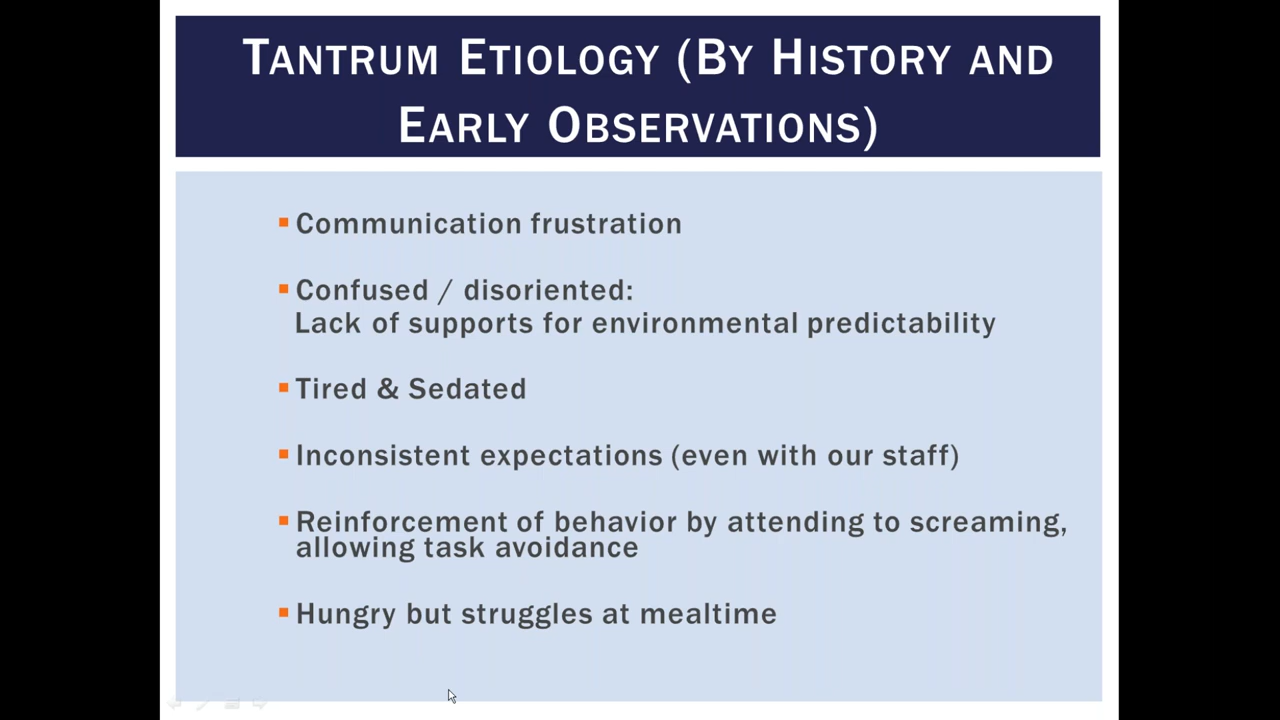 TANTRUM ETIOLOGY (BY HISTORY AND
EARLY OBSERVATIONS)
Communication frustration
Confused / disoriented:
Lack of supports for environmental predictability
Tired & Sedated
Inconsistent expectations (even with our staff)
Reinforcement of behavior by attending to screaming,
allowing task avoidance
Hungry but struggles at mealtime